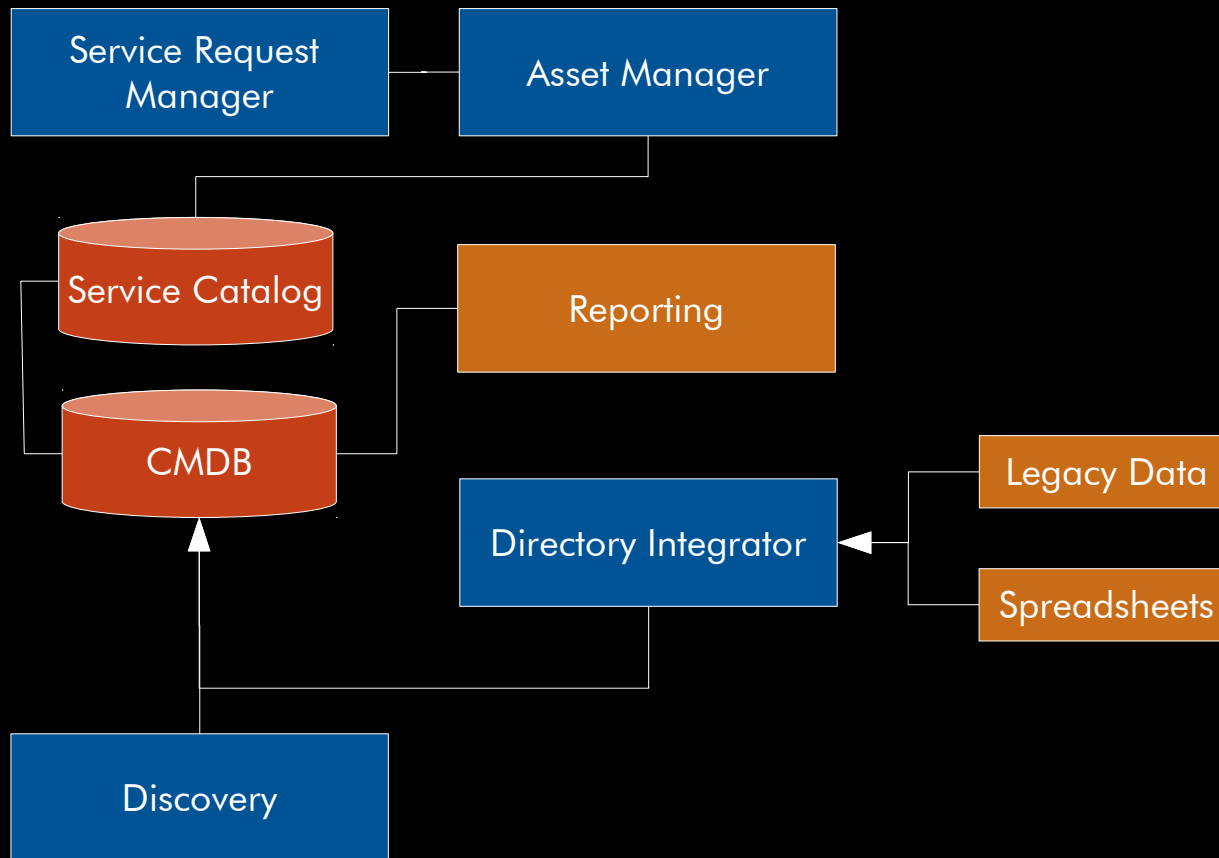 Service Request
Manager
Asset Manager
Service Catalog
Reporting
CMDB
Legacy Data
Directory Integrator
Spreadsheets
Discovery